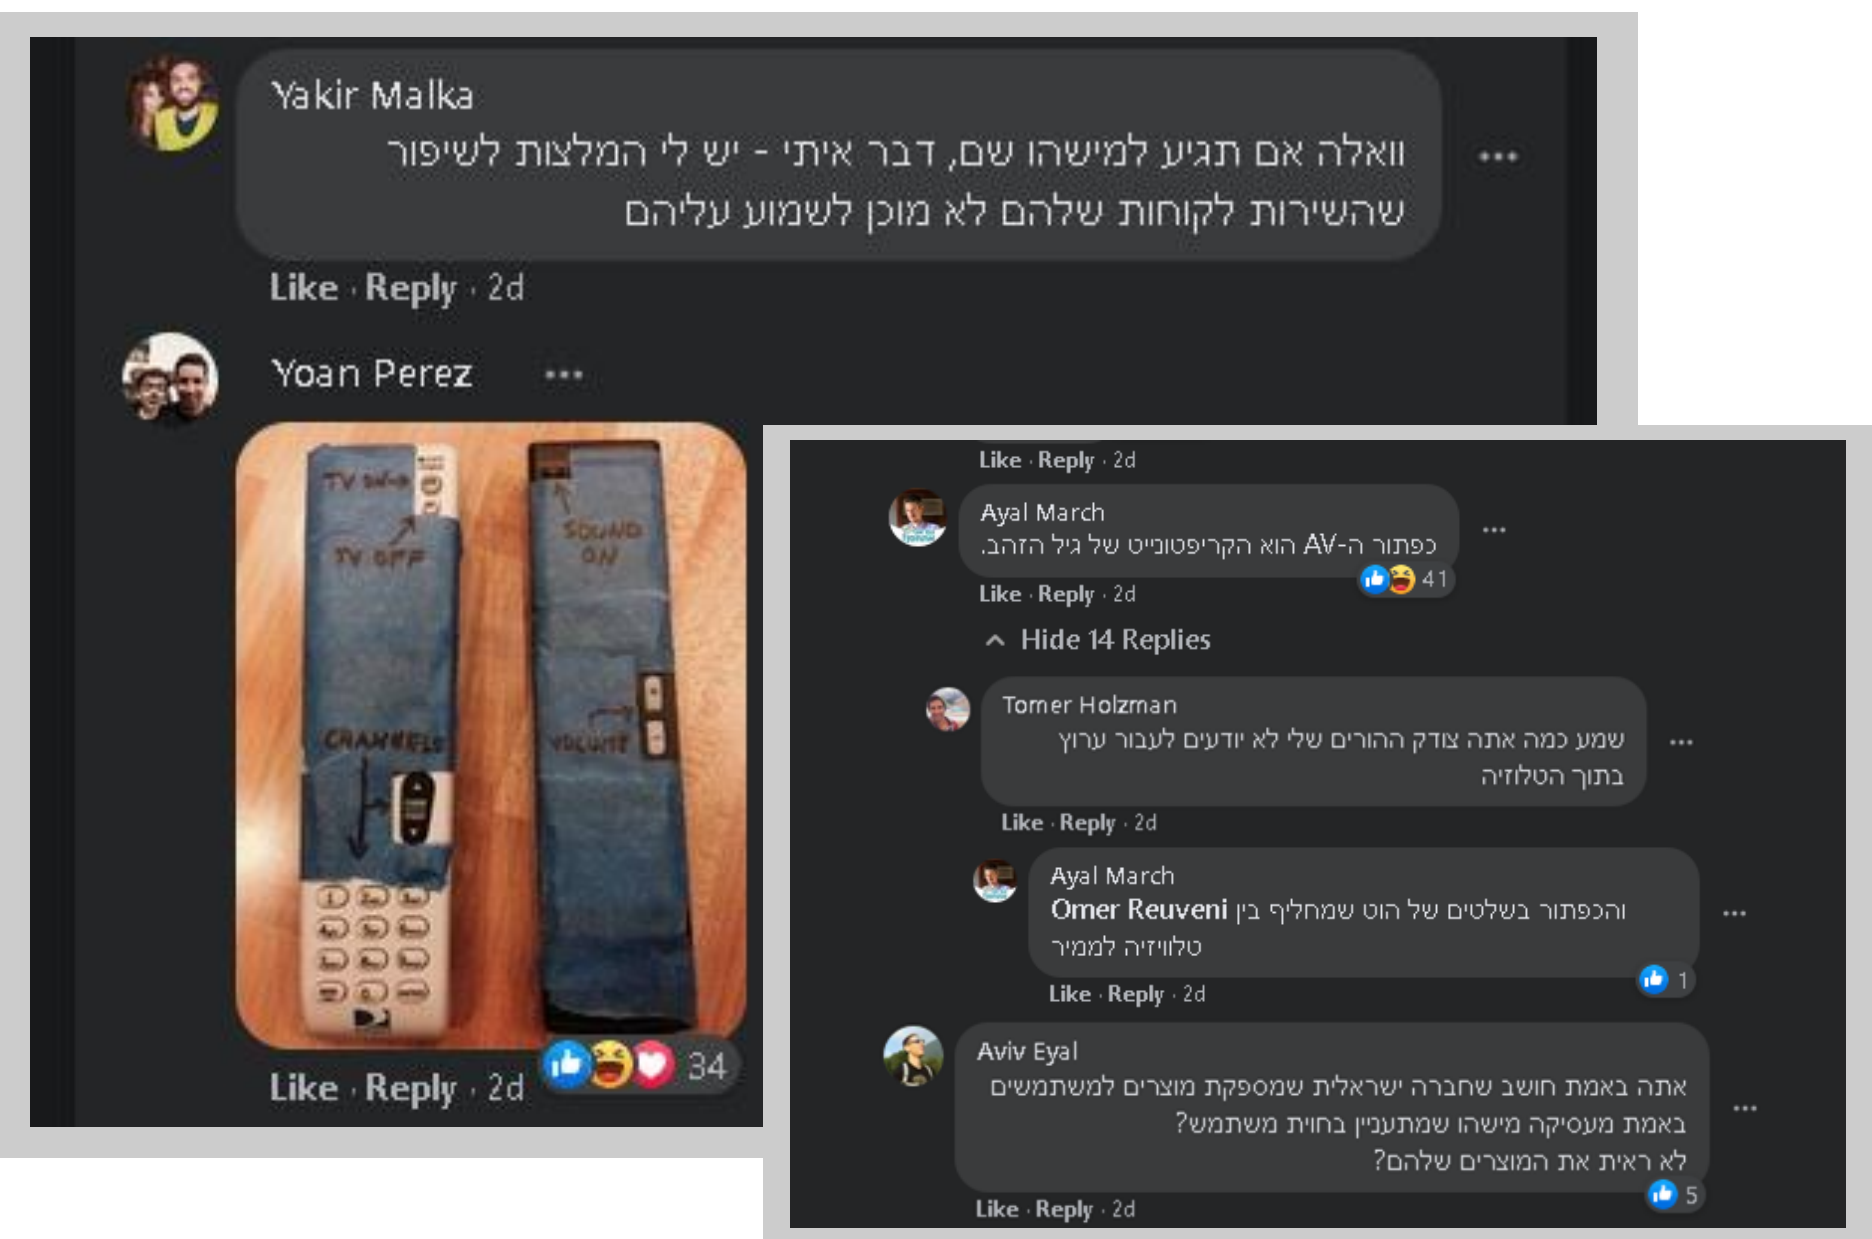 Yakir Malka
וואלה אם תגיע למישהו שם, דבר איתי - יש לי המלצות לשיפור
שהשירות לקוחות שלהם לא מוכן לשמוע עליהם
Like · Reply · 2d
Yoan Perez
TV ON
TV OFF
CHANNELS
SOUND
ON
VOLUME
34
Like · Reply · 2d
Like · Reply · 2d
Ayal March
כפתור ה-AV הוא הקריפטונייט של גיל הזהב.
41
Like · Reply · 2d
Hide 14 Replies
Tomer Holzman
שמע כמה אתה צודק ההורים שלי לא יודעים לעבור ערוץ
בתוך הטלוזיה
Like · Reply · 2d
Ayal March
Omer Reuveni והכפתור בשלטים של הוט שמחליף בין
טלוויזיה לממיר
1
Like · Reply · 2d
Aviv Eyal
אתה באמת חושב שחברה ישראלית שמספקת מוצרים למשתמשים
באמת מעסיקה מישהו שמתעניין בחוית משתמש?
לא ראית את המוצרים שלהם?
5
Like · Reply · 2d